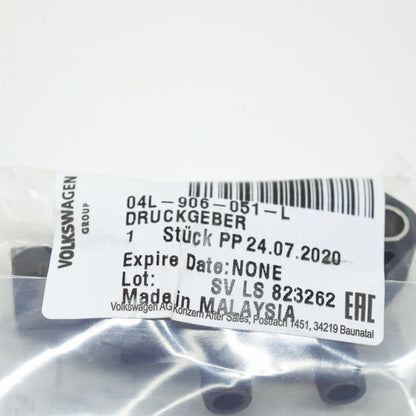 VOLKSWAGEN
GROUP
04L-906-051-L
DRUCKGEBER
1 Stück PP 24.07.2020
Expire Date: NONE
Lot: SV LS 823262
Made in MALAYSIA
EAC
Volkswagen AG Konzern After Sales, Postfach 1451, 34219 Baunatal